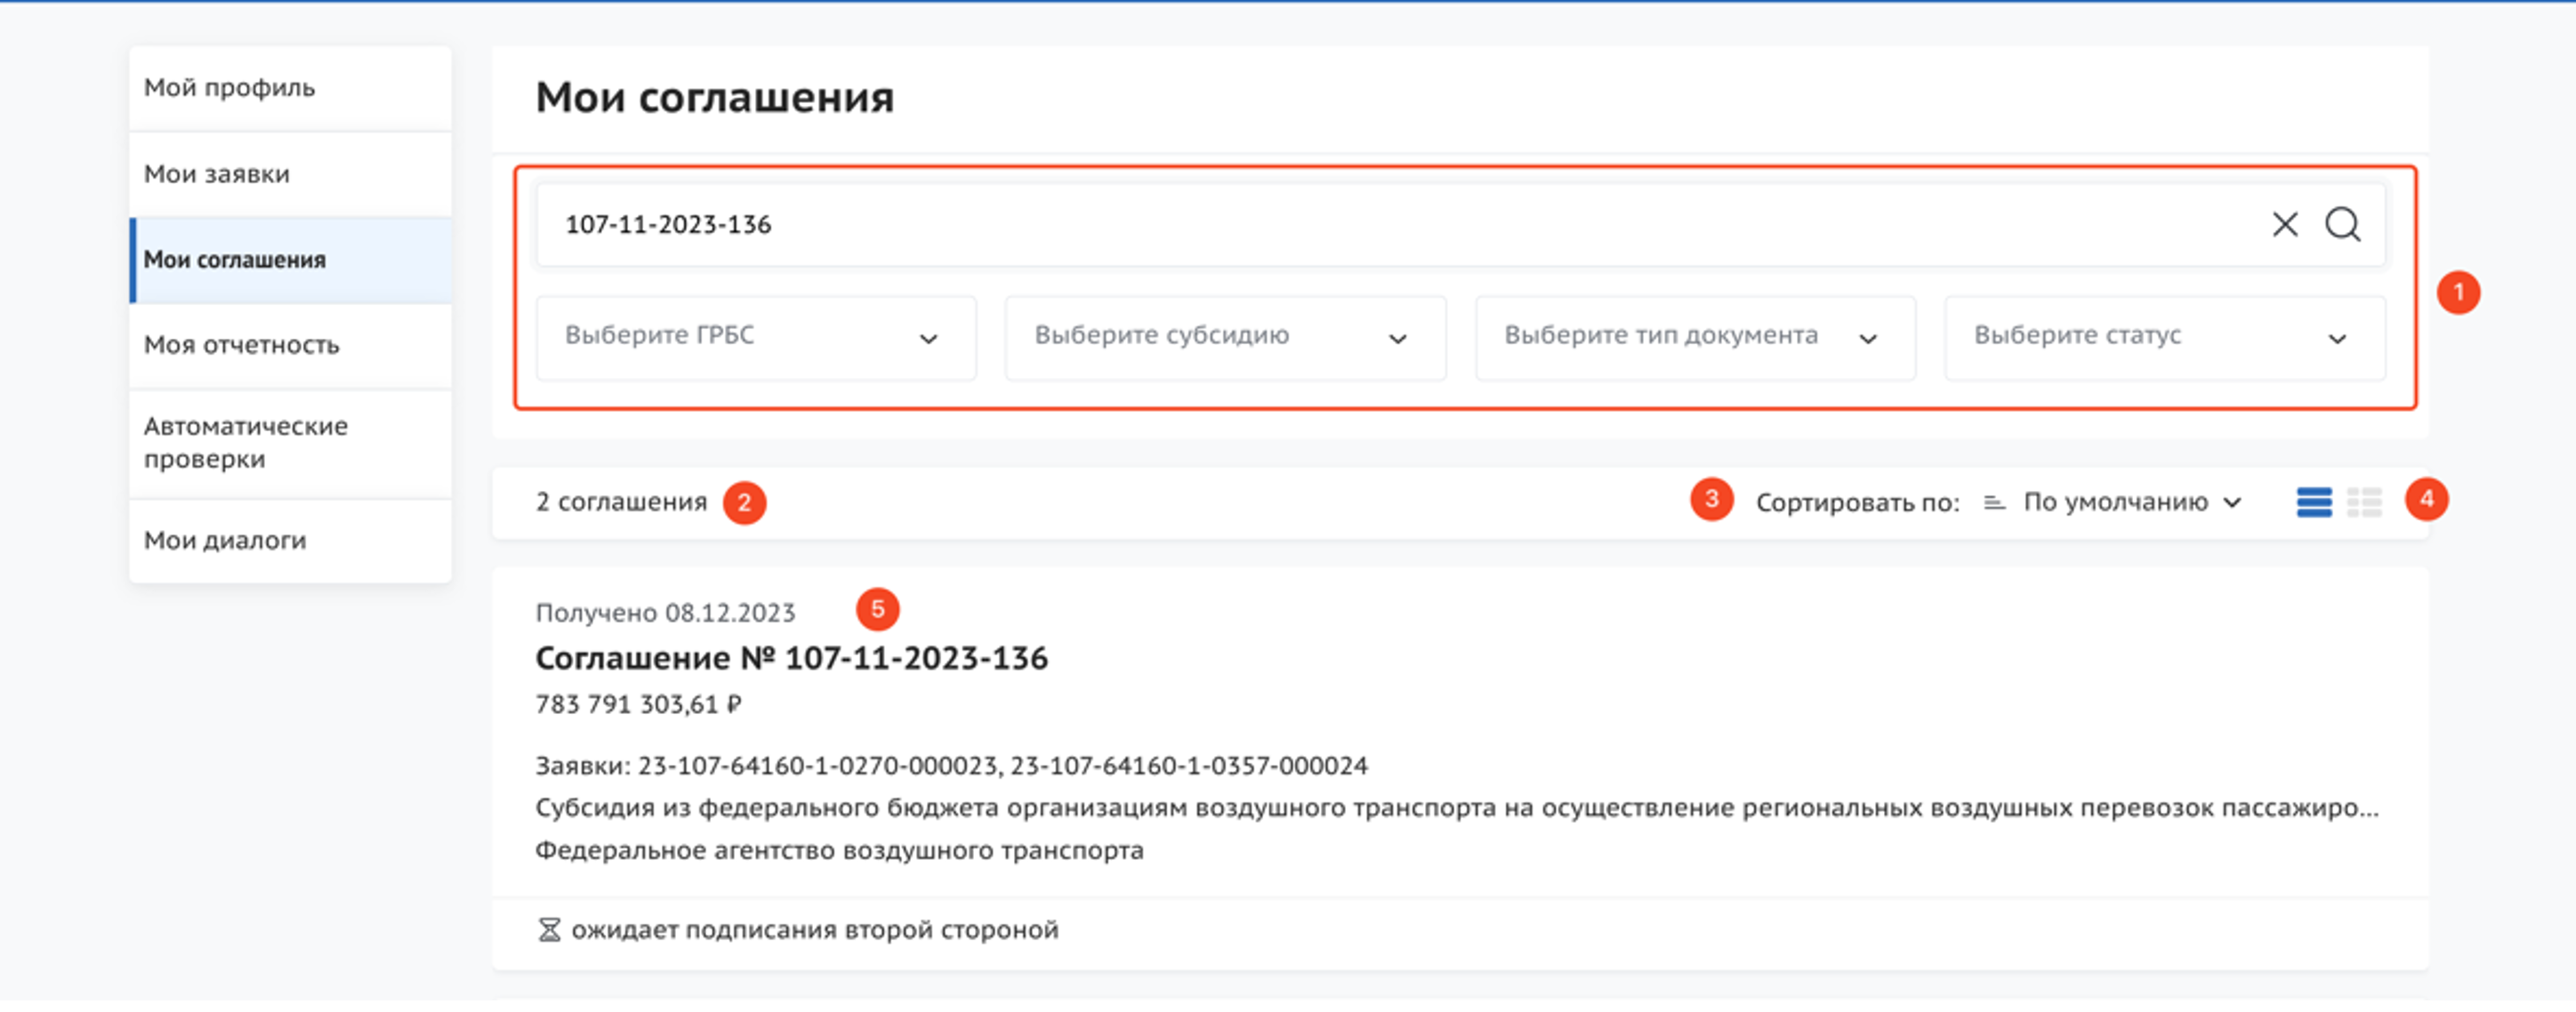 Мой профиль
Мои заявки
Мои соглашения
Моя отчетность
Автоматические
проверки
Мои диалоги
Мои соглашения
107-11-2023-136
Выберите ГРБС
Выберите субсидию
Выберите тип документа
Выберите статус
1
2 соглашения
2
3
Сортировать по:
По умолчанию
4
Получено 08.12.2023
5
Соглашение № 107-11-2023-136
783 791 303,61 ₽
Заявки: 23-107-64160-1-0270-000023, 23-107-64160-1-0357-000024
Субсидия из федерального бюджета организациям воздушного транспорта на осуществление региональных воздушных перевозок пассажиро...
Федеральное агентство воздушного транспорта
ожидает подписания второй стороной